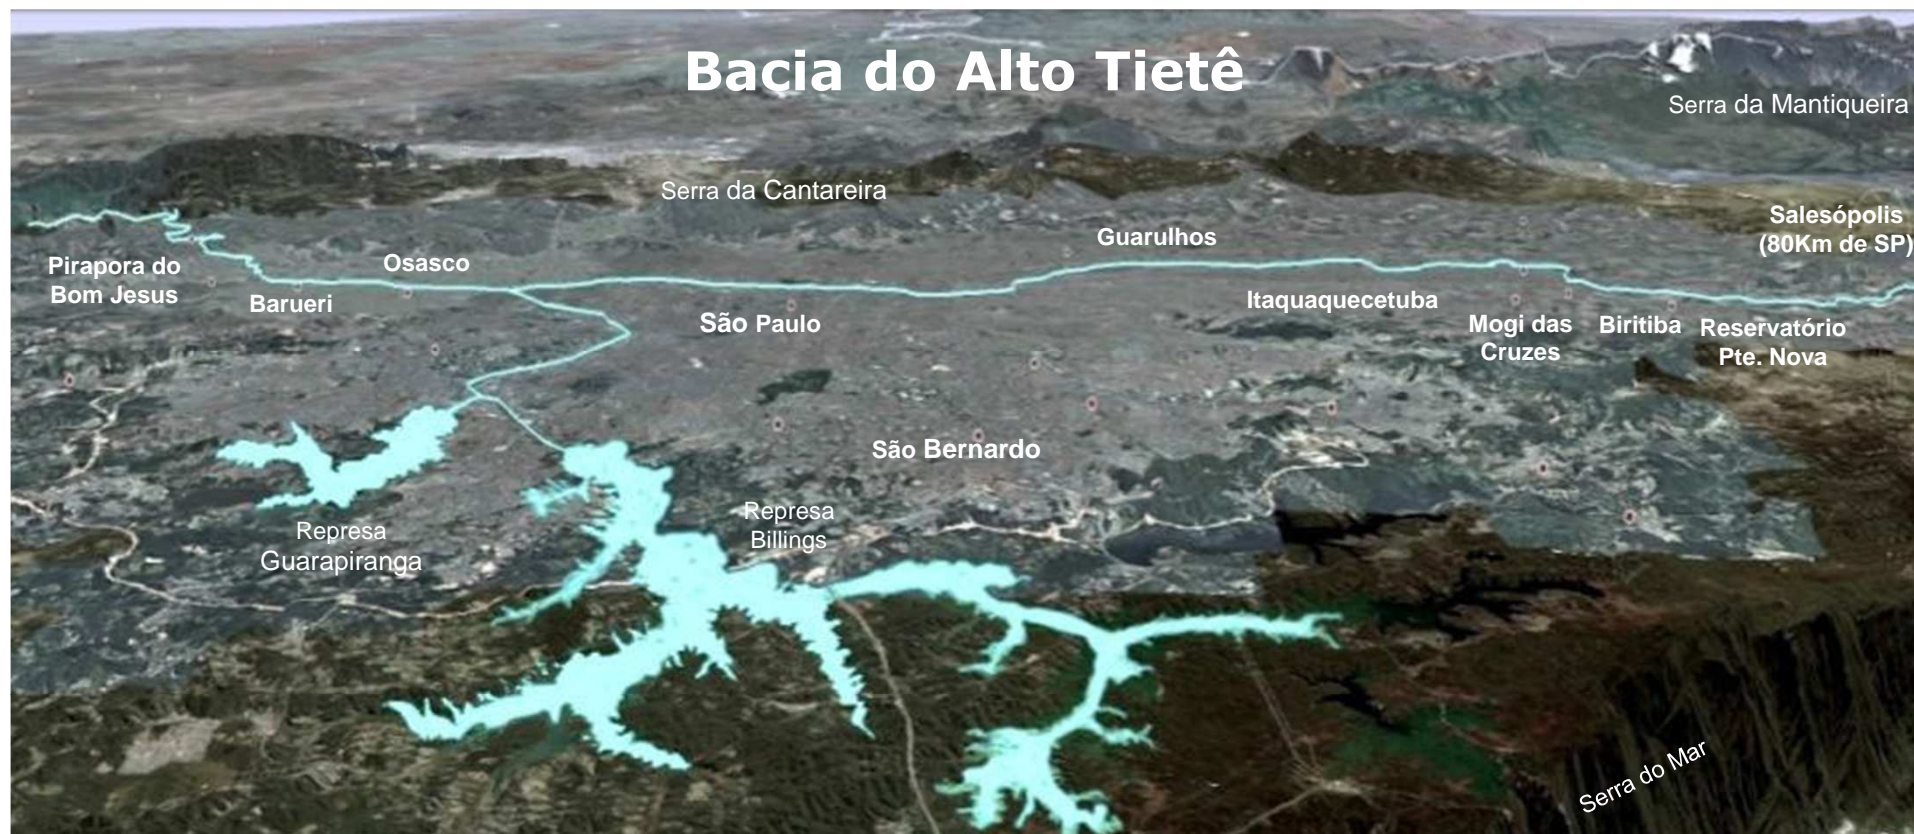 Bacia do Alto Tietê
Serra da Mantiqueira
Serra da Cantareira
Salesópolis
(80Km de SP)
Guarulhos
Osasco
Pirapora do
Bom Jesus
Barueri
Itaquaquecetuba
São Paulo
Mogi das
Cruzes
Biritiba
Reservatório
Pte. Nova
São Bernardo
Represa
Billings
Represa
Guarapiranga
Serra do Mar